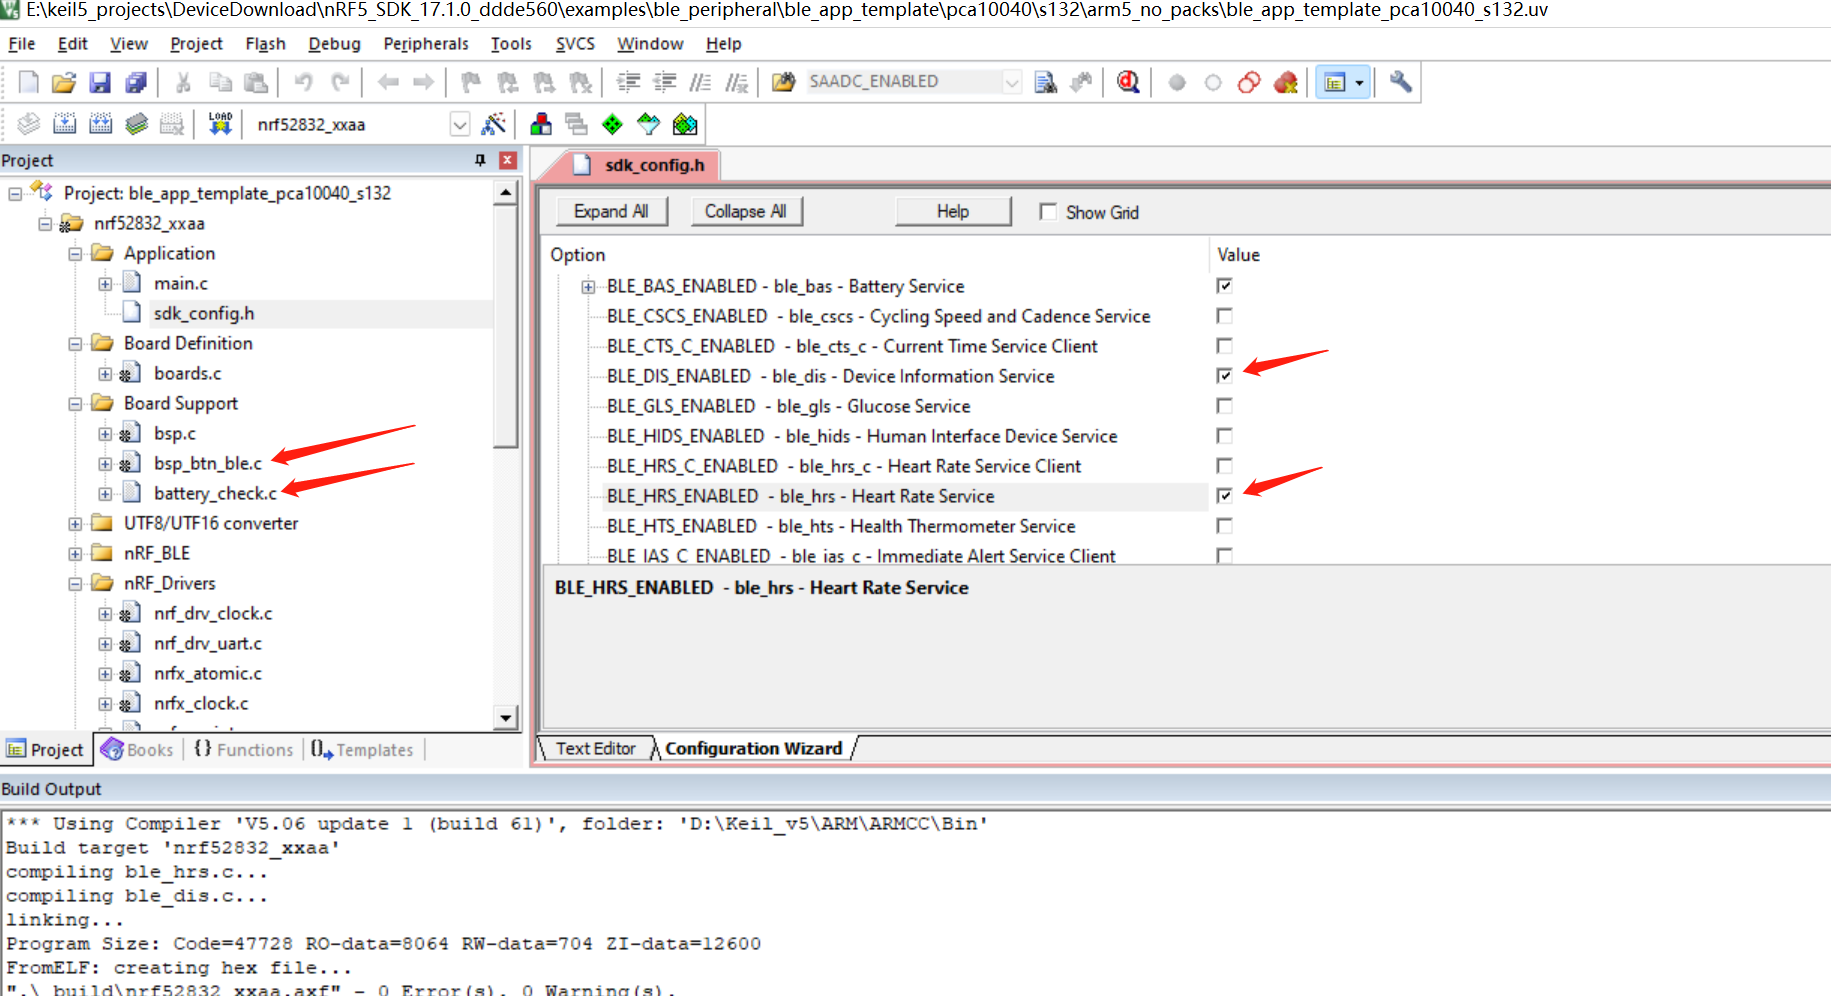 E:\keil5_projects\DeviceDownload\nRF5_SDK_17.1.0_ddde560\examples\ble_peripheral\ble_app_template\pca10040\s132\arm5_no_packs\ble_app_template_pca10040_s132.uv
File Edit View Project Flash Debug Peripherals Tools SVCS Window Help
SAADC_ENABLED
LOAD nrf52832_xxaa
Project
Project: ble_app_template_pca10040_s132
nrf52832_xxaa
Application
main.c
sdk_config.h
Board Definition
boards.c
Board Support
bsp.c
bsp_btn_ble.c
battery_check.c
UTF8/UTF16 converter
nRF_BLE
nRF_Drivers
nrf_drv_clock.c
nrf_drv_uart.c
nrfx_atomic.c
nrfx_clock.c
Project Books {} Functions Templates
sdk_config.h
Expand All Collapse All Help Show Grid
Option Value
BLE_BAS_ENABLED - ble_bas - Battery Service
BLE_CSCS_ENABLED - ble_cscs - Cycling Speed and Cadence Service
BLE_CTS_C_ENABLED - ble_cts_c - Current Time Service Client
BLE_DIS_ENABLED - ble_dis - Device Information Service
BLE_GLS_ENABLED - ble_gls - Glucose Service
BLE_HIDS_ENABLED - ble_hids - Human Interface Device Service
BLE_HRS_C_ENABLED - ble_hrs_c - Heart Rate Service Client
BLE_HRS_ENABLED - ble_hrs - Heart Rate Service
BLE_HTS_ENABLED - ble_hts - Health Thermometer Service
BLE_IAS_C_ENABLED - ble_ias_c - Immediate Alert Service Client
BLE_HRS_ENABLED - ble_hrs - Heart Rate Service
Text Editor Configuration Wizard
Build Output
*** Using Compiler 'V5.06 update 1 (build 61)', folder: 'D:\Keil_v5\ARM\ARMCC\Bin'
Build target 'nrf52832_xxaa'
compiling ble_hrs.c...
compiling ble_dis.c...
linking...
Program Size: Code=47728 RO-data=8064 RW-data=704 ZI-data=12600
FromELF: creating hex file...
".\_build\nrf52832_xxaa.axf" - 0 Error(s), 0 Warning(s).